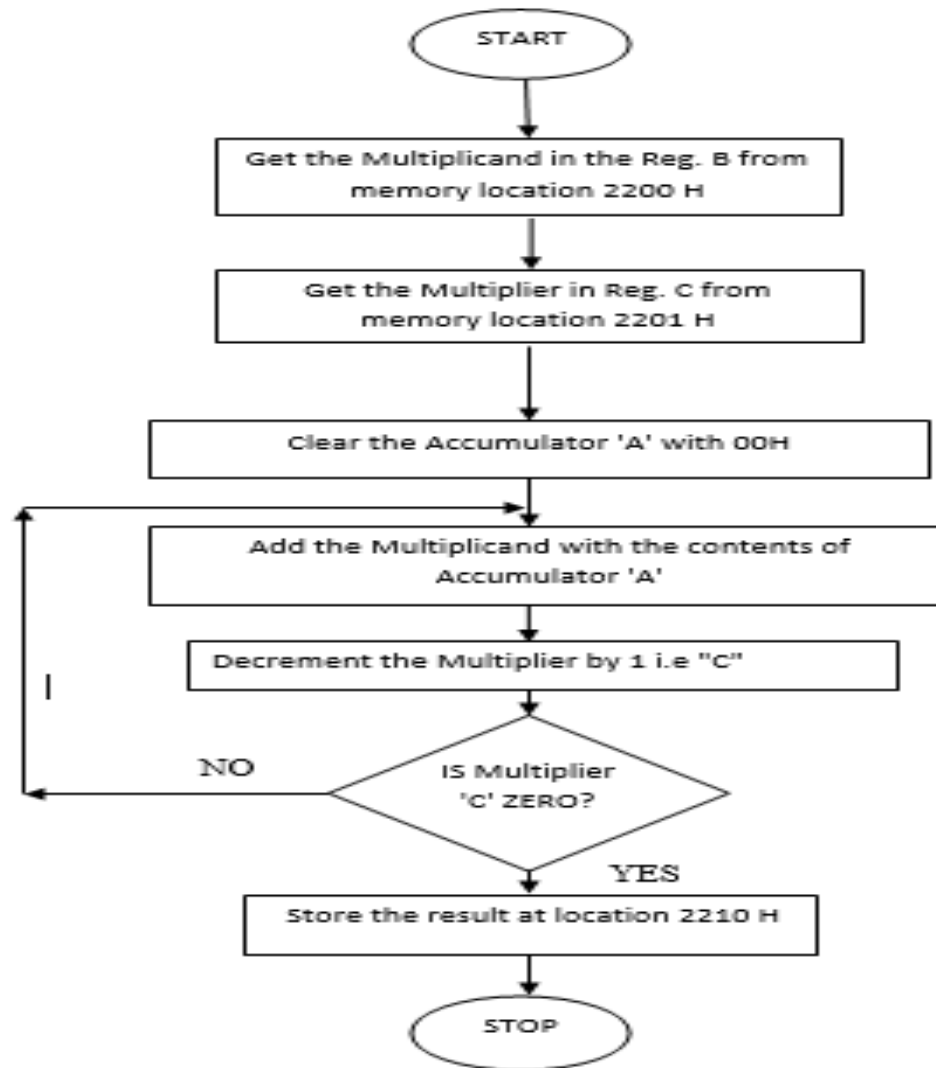 START
Get the Multiplicand in the Reg. B from
memory location 2200 H
Get the Multiplier in Reg. C from
memory location 2201 H
Clear the Accumulator 'A' with 00H
Add the Multiplicand with the contents of
Accumulator 'A'
Decrement the Multiplier by 1 i.e "C"
IS Multiplier
'C' ZERO?
NO
YES
Store the result at location 2210 H
STOP